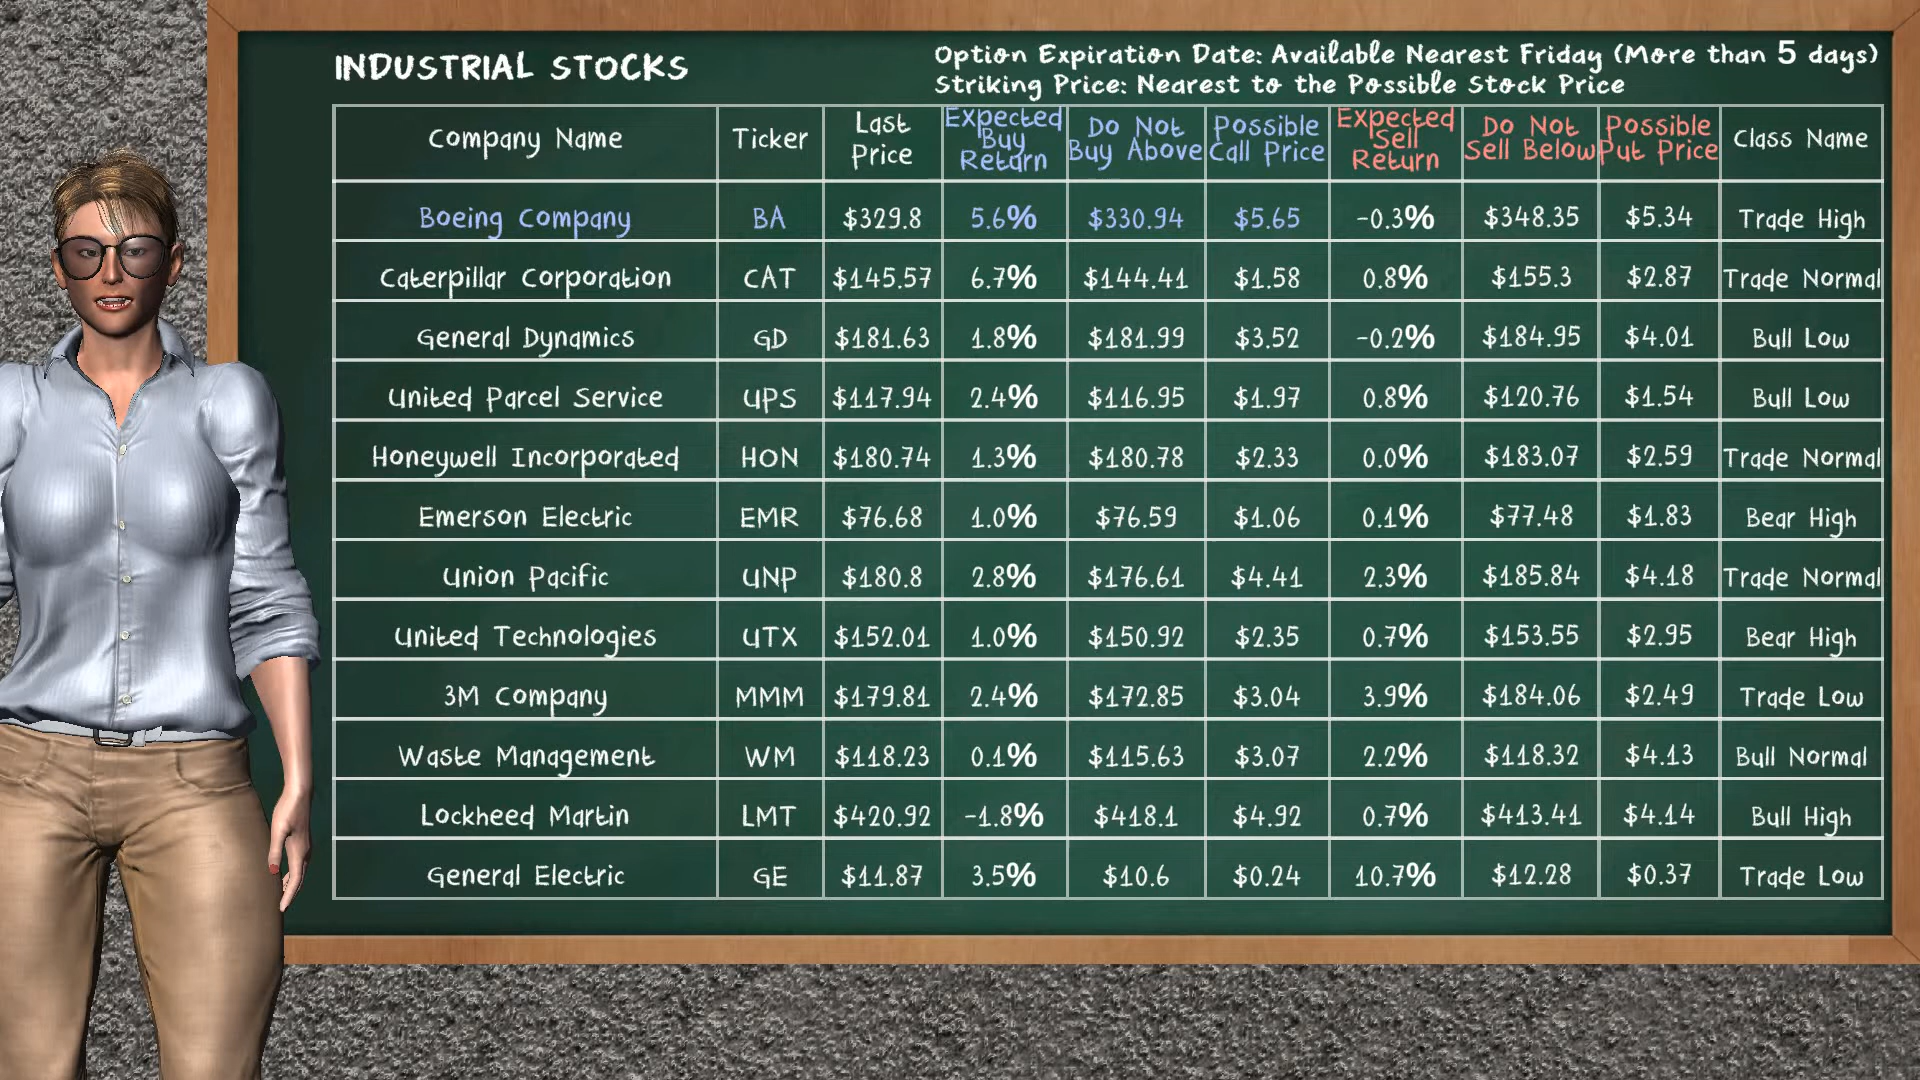 INDUSTRIAL STOCKS
Option Expiration Date: Available Nearest Friday (More than 5 days)
Striking Price: Nearest to the Possible Stock Price
Company Name Ticker Last Price Expected Buy Return Do Not Buy Above Possible Call Price Expected Sell Return Do Not Sell Below Possible Put Price Class Name
Boeing Company BA $329.8 5.6% $330.94 $5.65 -0.3% $348.35 $5.34 Trade High
Caterpillar Corporation CAT $145.57 6.7% $144.41 $1.58 0.8% $155.3 $2.87 Trade Normal
General Dynamics GD $181.63 1.8% $181.99 $3.52 -0.2% $184.95 $4.01 Bull Low
United Parcel Service UPS $117.94 2.4% $116.95 $1.97 0.8% $120.76 $1.54 Bull Low
Honeywell Incorporated HON $180.74 1.3% $180.78 $2.33 0.0% $183.07 $2.59 Trade Normal
Emerson Electric EMR $76.68 1.0% $76.59 $1.06 0.1% $77.48 $1.83 Bear High
Union Pacific UNP $180.8 2.8% $176.61 $4.41 2.3% $185.84 $4.18 Trade Normal
United Technologies UTX $152.01 1.0% $150.92 $2.35 0.7% $153.55 $2.95 Bear High
3M Company MMM $179.81 2.4% $172.85 $3.04 3.9% $184.06 $2.49 Trade Low
Waste Management WM $118.23 0.1% $115.63 $3.07 2.2% $118.32 $4.13 Bull Normal
Lockheed Martin LMT $420.92 -1.8% $418.1 $4.92 0.7% $413.41 $4.14 Bull High
General Electric GE $11.87 3.5% $10.6 $0.24 10.7% $12.28 $0.37 Trade Low